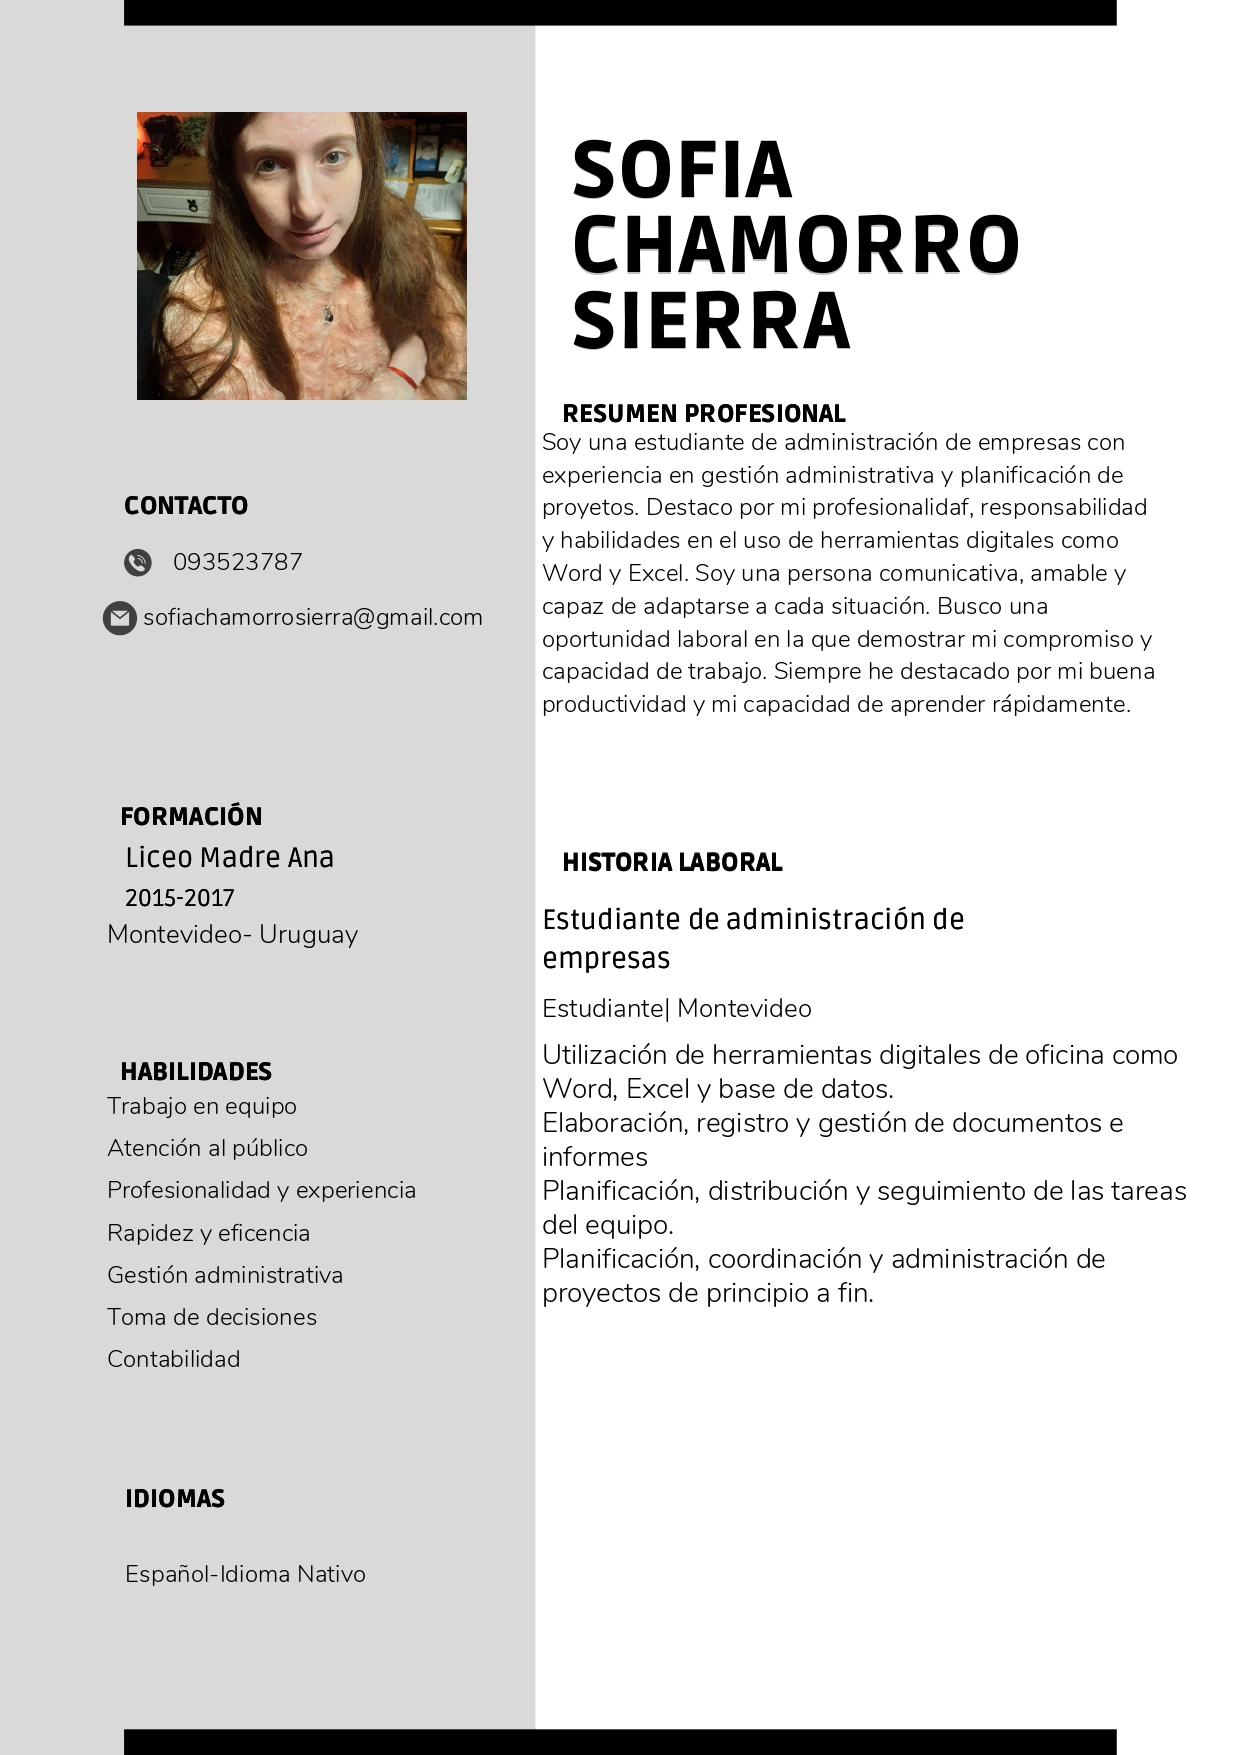 SOFIA
CHAMORRO
SIERRA
CONTACTO
093523787
sofiachamorrosierra@gmail.com
FORMACIÓN
Liceo Madre Ana
2015-2017
Montevideo- Uruguay
HABILIDADES
Trabajo en equipo
Atención al público
Profesionalidad y experiencia
Rapidez y eficencia
Gestión administrativa
Toma de decisiones
Contabilidad
IDIOMAS
Español-Idioma Nativo
RESUMEN PROFESIONAL
Soy una estudiante de administración de empresas con
experiencia en gestión administrativa y planificación de
proyetos. Destaco por mi profesionalidaf, responsabilidad
y habilidades en el uso de herramientas digitales como
Word y Excel. Soy una persona comunicativa, amable y
capaz de adaptarse a cada situación. Busco una
oportunidad laboral en la que demostrar mi compromiso y
capacidad de trabajo. Siempre he destacado por mi buena
productividad y mi capacidad de aprender rápidamente.
HISTORIA LABORAL
Estudiante de administración de
empresas
Estudiante| Montevideo
Utilización de herramientas digitales de oficina como
Word, Excel y base de datos.
Elaboración, registro y gestión de documentos e
informes
Planificación, distribución y seguimiento de las tareas
del equipo.
Planificación, coordinación y administración de
proyectos de principio a fin.